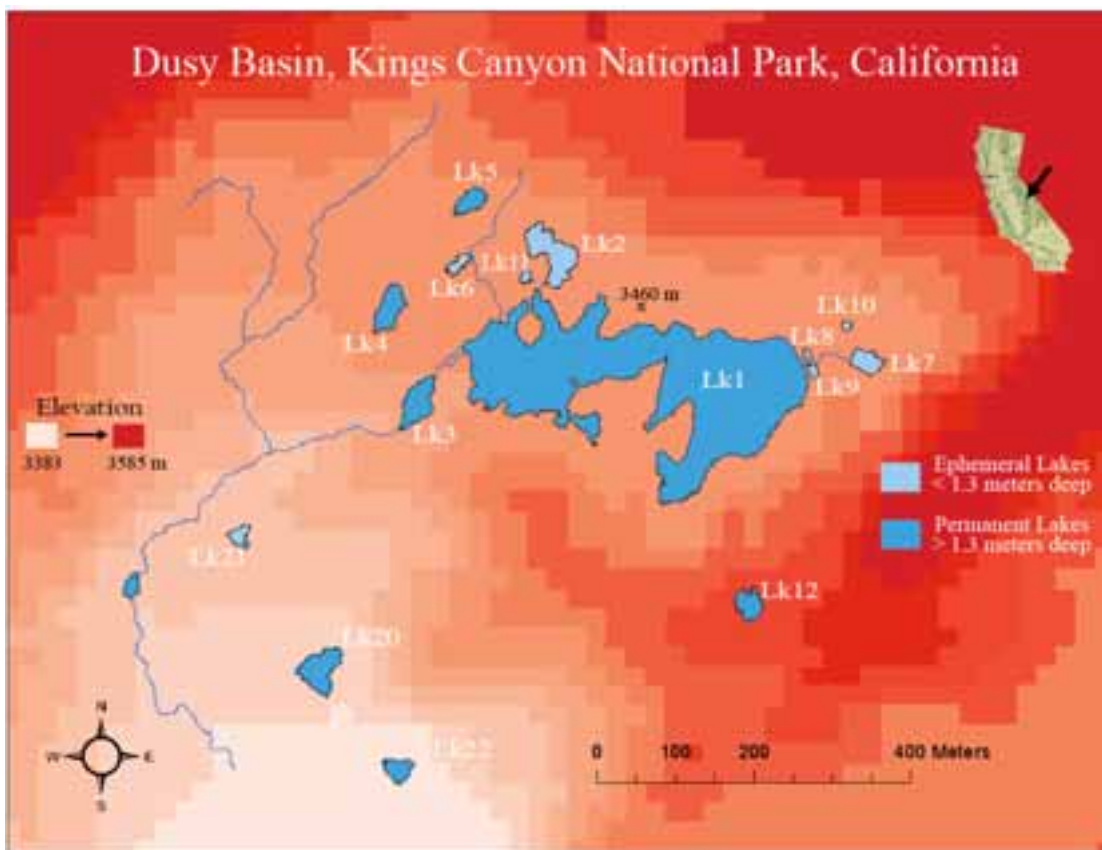 Dusy Basin, Kings Canyon National Park, California
Lk5
Lk2
Lk11
Lk6
3460 m
Lk10
Lk4
Lk8
Lk7
Lk1
Lk9
Elevation
Lk3
3383
3585 m
Ephemeral Lakes
< 1.3 meters deep
Permanent Lakes
> 1.3 meters deep
Lk12
Lk20
N
W
E
S
0
100
200
400 Meters